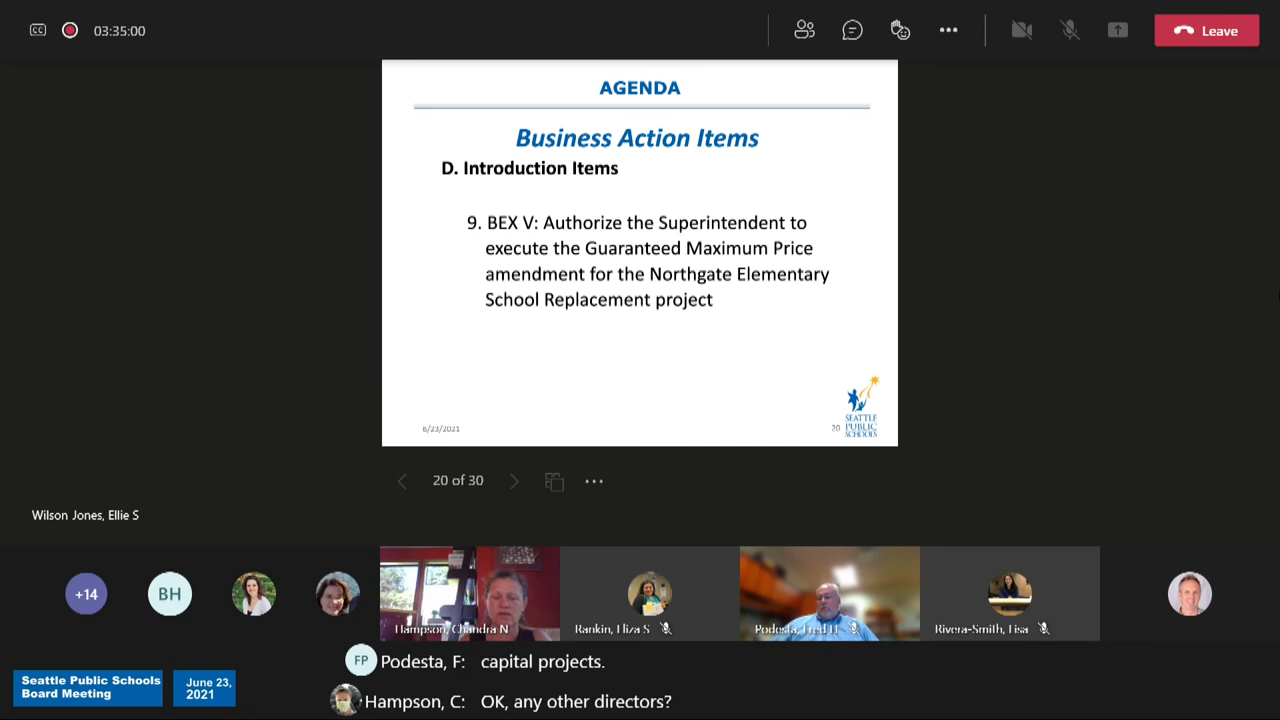 CC
03:35:00
Leave
AGENDA
Business Action Items
D. Introduction Items
9. BEX V: Authorize the Superintendent to
execute the Guaranteed Maximum Price
amendment for the Northgate Elementary
School Replacement project
6/23/2021
20
SEATTLE
PUBLIC
SCHOOLS
20 of 30
Wilson Jones, Ellie S
+14
BH
Hampson, Chandra N
Rankin, Eliza S
Podesta, Fred H
Rivera-Smith, Lisa
FP
Podesta, F: capital projects.
Hampson, C: OK, any other directors?
Seattle Public Schools
Board Meeting
June 23,
2021